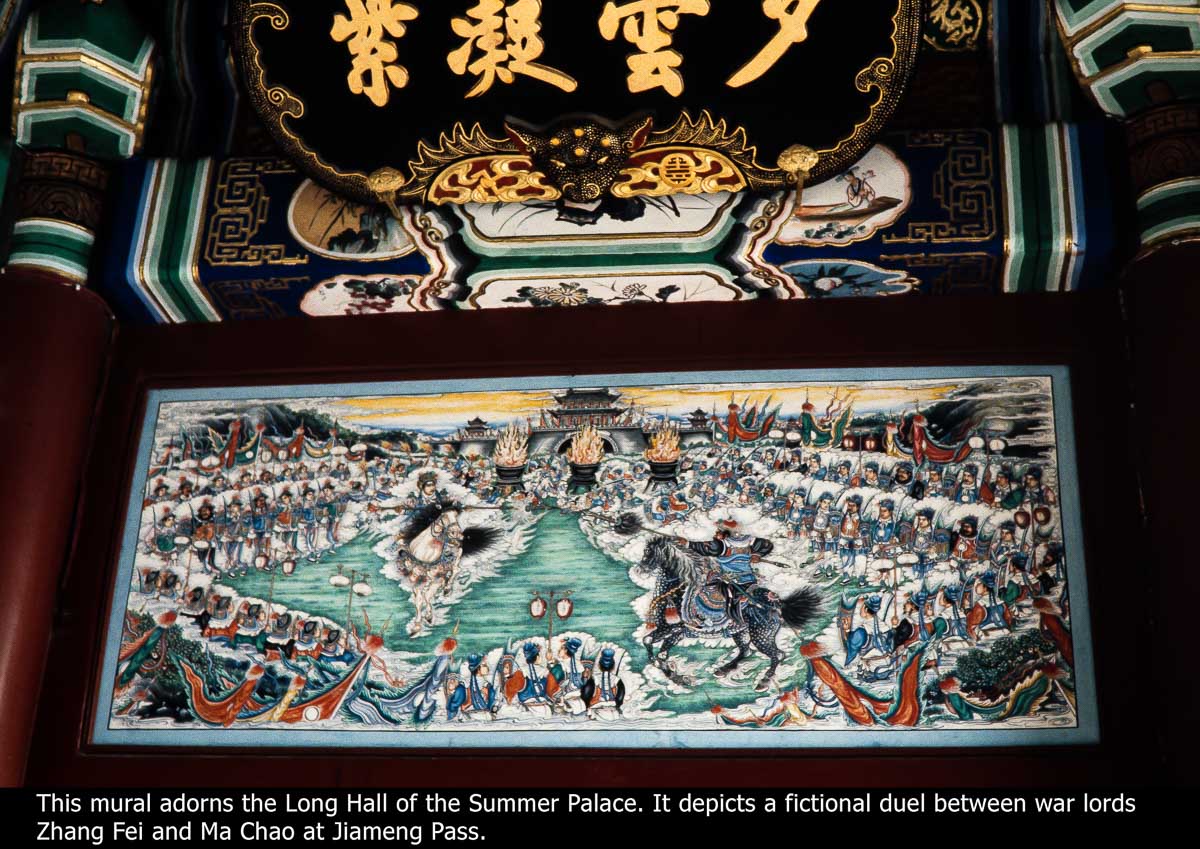 夕雲凝紫
This mural adorns the Long Hall of the Summer Palace. It depicts a fictional duel between war lords
Zhang Fei and Ma Chao at Jiameng Pass.